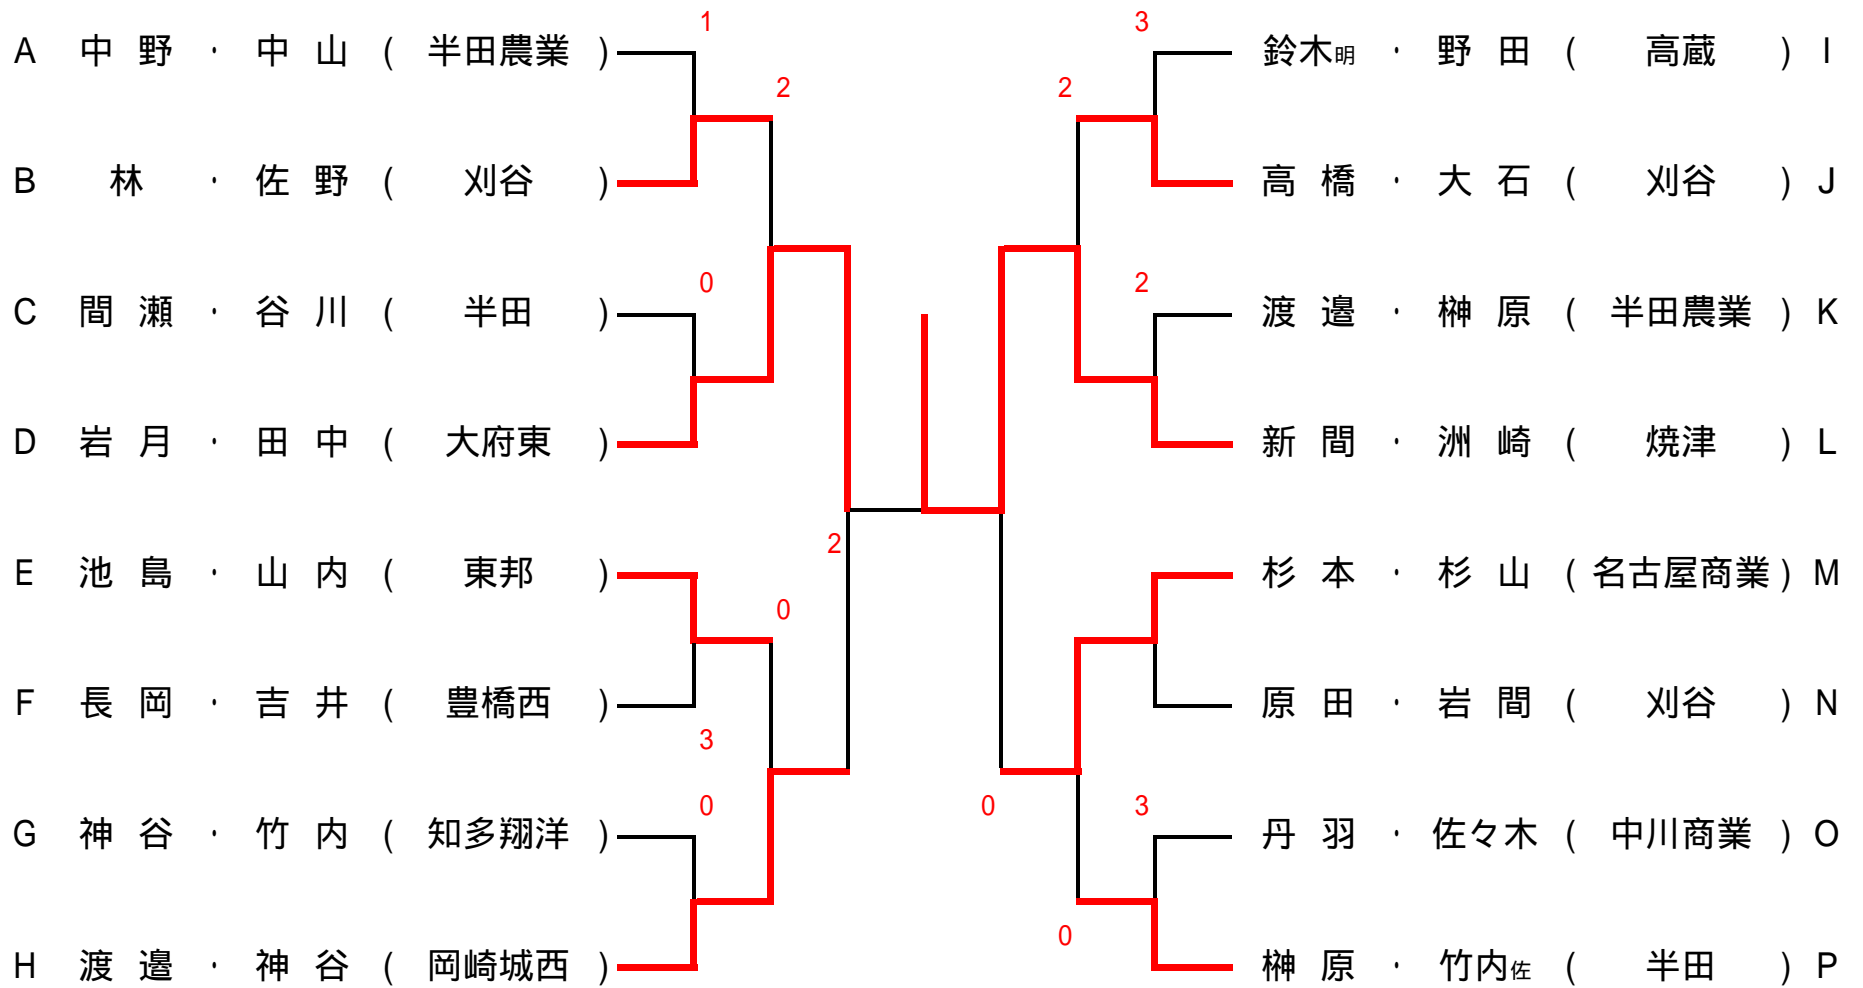 1 3
A 中野・中山(半田農業) 鈴木明・野田(高蔵) I
2 2
B 林・佐野(刈谷) 高橋・大石(刈谷) J
0 2
C 間瀬・谷川(半田) 渡邉・榊原(半田農業) K
D 岩月・田中(大府東) 新間・洲崎(焼津) L
2
E 池島・山内(東邦) 杉本・杉山(名古屋商業) M
0
F 長岡・吉井(豊橋西) 原田・岩間(刈谷) N
3
0 0 3
G 神谷・竹内(知多翔洋) 丹羽・佐々木(中川商業) O
0
H 渡邉・神谷(岡崎城西) 榊原・竹内佐(半田) P